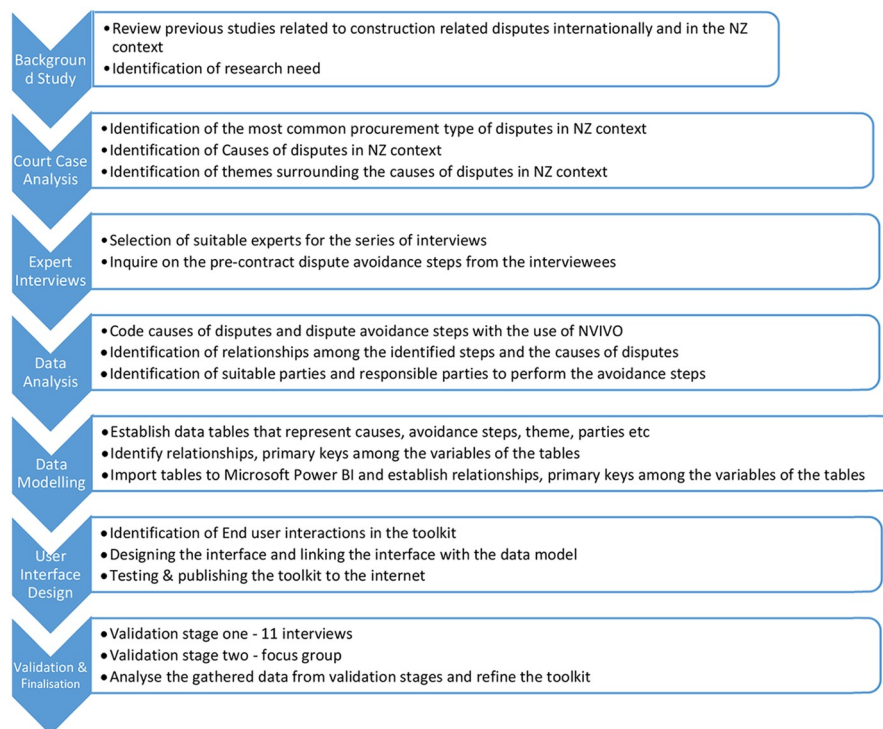 Backgroun
d Study
•Review previous studies related to construction related disputes internationally and in the NZ
context
•Identification of research need
Court Case
Analysis
•Identification of the most common procurement type of disputes in NZ context
•Identification of Causes of disputes in NZ context
•Identification of themes surrounding the causes of disputes in NZ context
Expert
Interviews
•Selection of suitable experts for the series of interviews
•Inquire on the pre-contract dispute avoidance steps from the interviewees
Data
Analysis
•Code causes of disputes and dispute avoidance steps with the use of NVIVO
•Identification of relationships among the identified steps and the causes of disputes
•Identification of suitable parties and responsible parties to perform the avoidance steps
Data
Modelling
•Establish data tables that represent causes, avoidance steps, theme, parties etc
•Identify relationships, primary keys among the variables of the tables
•Import tables to Microsoft Power BI and establish relationships, primary keys among the variables of the tables
User
Interface
Design
•Identification of End user interactions in the toolkit
•Designing the interface and linking the interface with the data model
•Testing & publishing the toolkit to the internet
Validation &
Finalisation
•Validation stage one - 11 interviews
•Validation stage two - focus group
•Analyse the gathered data from validation stages and refine the toolkit